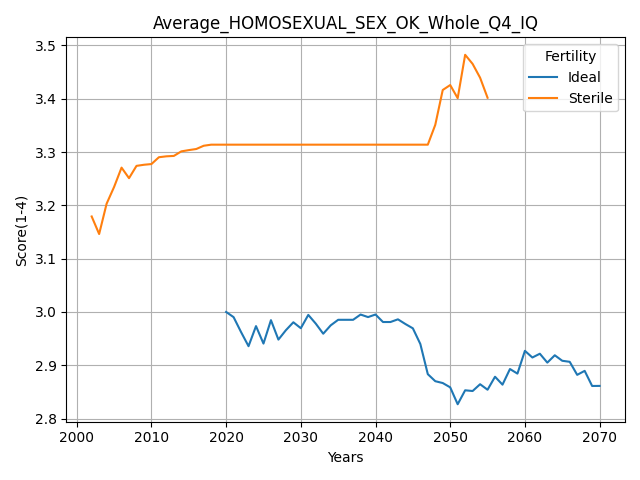 Average_HOMOSEXUAL_SEX_OK_Whole_Q4_IQ
3.5
3.4
3.3
3.2
3.1
3.0
2.9
2.8
Score(1-4)
Fertility
Ideal
Sterile
2000 2010 2020 2030 2040 2050 2060 2070
Years